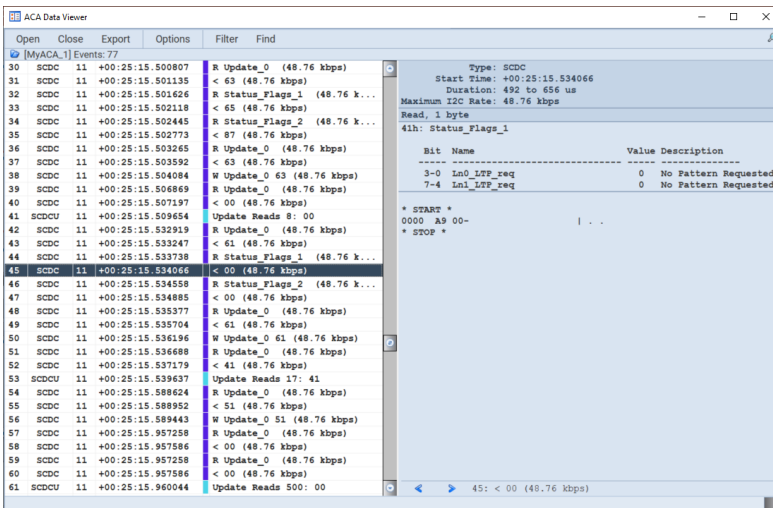 ACA Data Viewer
Open Close Export Options Filter Find
[MyACA_1] Events: 77
30 SCDC 11 +00:25:15.500807 R Update_0 (48.76 kbps)
31 SCDC 11 +00:25:15.501135 < 63 (48.76 kbps)
32 SCDC 11 +00:25:15.501626 R Status_Flags_1 (48.76 k...
33 SCDC 11 +00:25:15.502118 < 65 (48.76 kbps)
34 SCDC 11 +00:25:15.502445 R Status_Flags_2 (48.76 k...
35 SCDC 11 +00:25:15.502773 < 87 (48.76 kbps)
36 SCDC 11 +00:25:15.503265 R Update_0 (48.76 kbps)
37 SCDC 11 +00:25:15.503592 < 63 (48.76 kbps)
38 SCDC 11 +00:25:15.504084 W Update_0 63 (48.76 kbps)
39 SCDC 11 +00:25:15.506869 R Update_0 (48.76 kbps)
40 SCDC 11 +00:25:15.507197 < 00 (48.76 kbps)
41 SCDCU 11 +00:25:15.509654 Update Reads 8: 00
42 SCDC 11 +00:25:15.532919 R Update_0 (48.76 kbps)
43 SCDC 11 +00:25:15.533247 < 61 (48.76 kbps)
44 SCDC 11 +00:25:15.533738 R Status_Flags_1 (48.76 k...
45 SCDC 11 +00:25:15.534066 < 00 (48.76 kbps)
46 SCDC 11 +00:25:15.534558 R Status_Flags_2 (48.76 k...
47 SCDC 11 +00:25:15.534885 < 00 (48.76 kbps)
48 SCDC 11 +00:25:15.535377 R Update_0 (48.76 kbps)
49 SCDC 11 +00:25:15.535704 < 61 (48.76 kbps)
50 SCDC 11 +00:25:15.536196 W Update_0 61 (48.76 kbps)
51 SCDC 11 +00:25:15.536688 R Update_0 (48.76 kbps)
52 SCDC 11 +00:25:15.537179 < 41 (48.76 kbps)
53 SCDCU 11 +00:25:15.539637 Update Reads 17: 41
54 SCDC 11 +00:25:15.588624 R Update_0 (48.76 kbps)
55 SCDC 11 +00:25:15.588952 < 51 (48.76 kbps)
56 SCDC 11 +00:25:15.589443 W Update_0 51 (48.76 kbps)
57 SCDC 11 +00:25:15.957258 R Update_0 (48.76 kbps)
58 SCDC 11 +00:25:15.957586 < 00 (48.76 kbps)
59 SCDC 11 +00:25:15.957258 R Update_0 (48.76 kbps)
60 SCDC 11 +00:25:15.957586 < 00 (48.76 kbps)
61 SCDCU 11 +00:25:15.960044 Update Reads 500: 00
Type: SCDC
Start Time: +00:25:15.534066
Duration: 492 to 656 us
Maximum I2C Rate: 48.76 kbps
Read, 1 byte
41h: Status_Flags_1
Bit Name Value Description
----- -------------------------------- ----- --------------
3-0 Ln0_LTP_req 0 No Pattern Requested
7-4 Ln1_LTP_req 0 No Pattern Requested
* START *
0000 A9 00- | . .
* STOP *
45: < 00 (48.76 kbps)